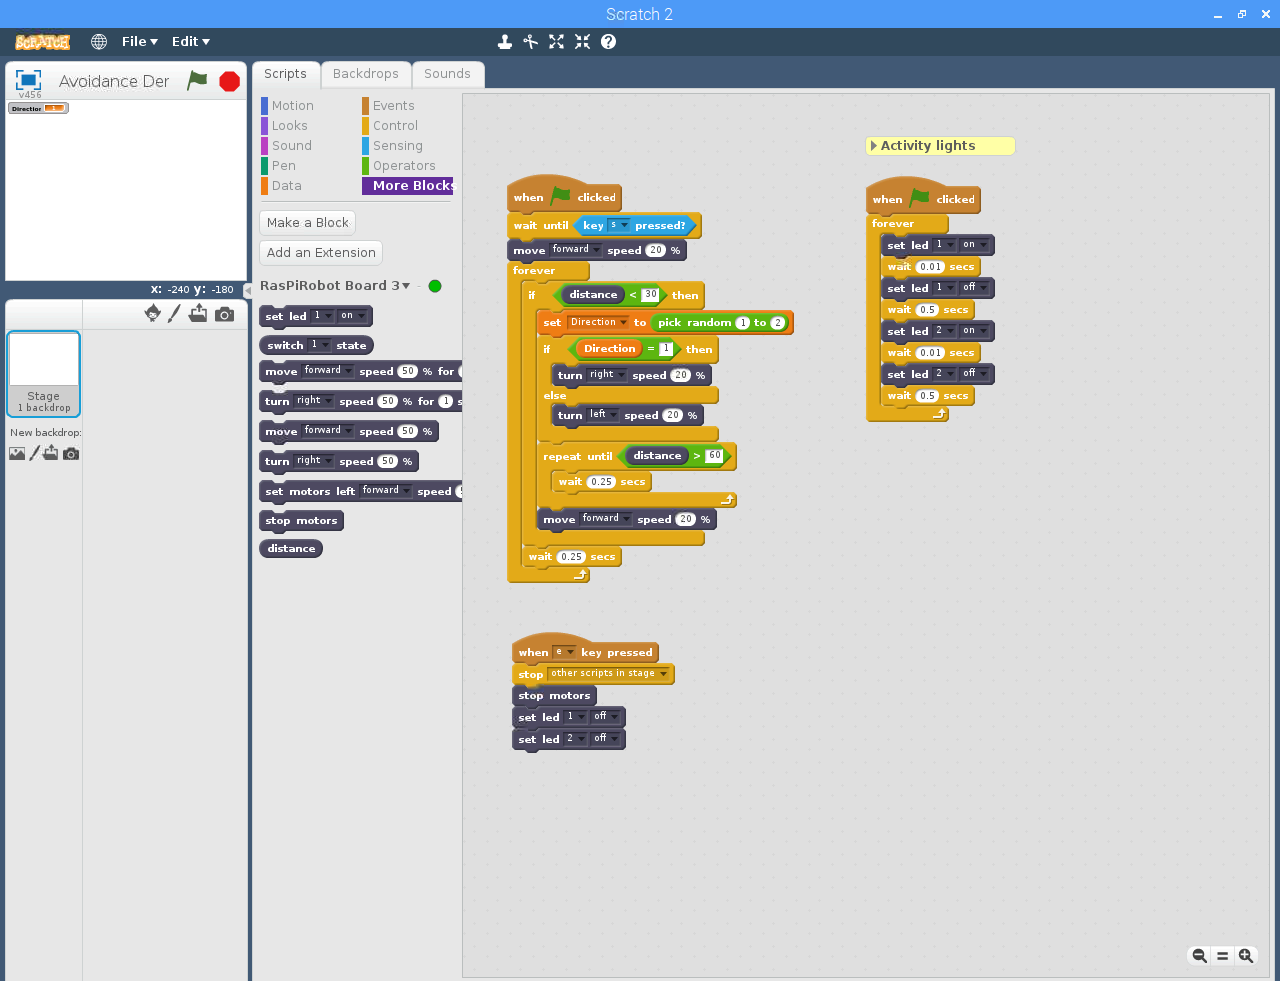 Scratch 2
SCRATCH File Edit
v456 Avoidance Der
Direction 1
x: -240 y: -180
Stage
1 backdrop
New backdrop:
Scripts Backdrops Sounds
Motion Events
Looks Control
Sound Sensing
Pen Operators
Data More Blocks
Make a Block
Add an Extension
RasPiRobot Board 3
set led 1 on
switch 1 state
move forward speed 50 % for
turn right speed 50 % for 1 s
move forward speed 50 %
turn right speed 50 %
set motors left forward speed
stop motors
distance
when clicked
wait until key s pressed?
move forward speed 20 %
forever
if distance < 30 then
set Direction to pick random 1 to 2
if Direction = 1 then
turn right speed 20 %
else
turn left speed 20 %
repeat until distance > 60
wait 0.25 secs
move forward speed 20 %
wait 0.25 secs
when e key pressed
stop other scripts in stage
stop motors
set led 1 off
set led 2 off
Activity lights
when clicked
forever
set led 1 on
wait 0.01 secs
set led 1 off
wait 0.5 secs
set led 2 on
wait 0.01 secs
set led 2 off
wait 0.5 secs